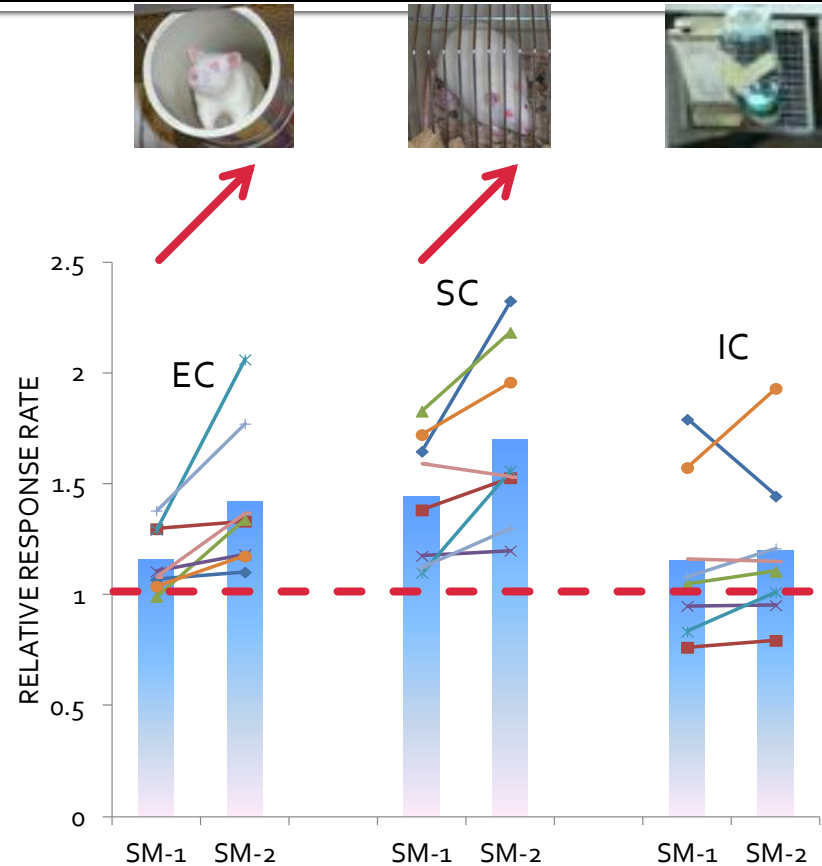 2.5
SC
IC
2
EC
1.5
1
0.5
0
RELATIVE RESPONSE RATE
SM-1 SM-2 SM-1 SM-2 SM-1 SM-2